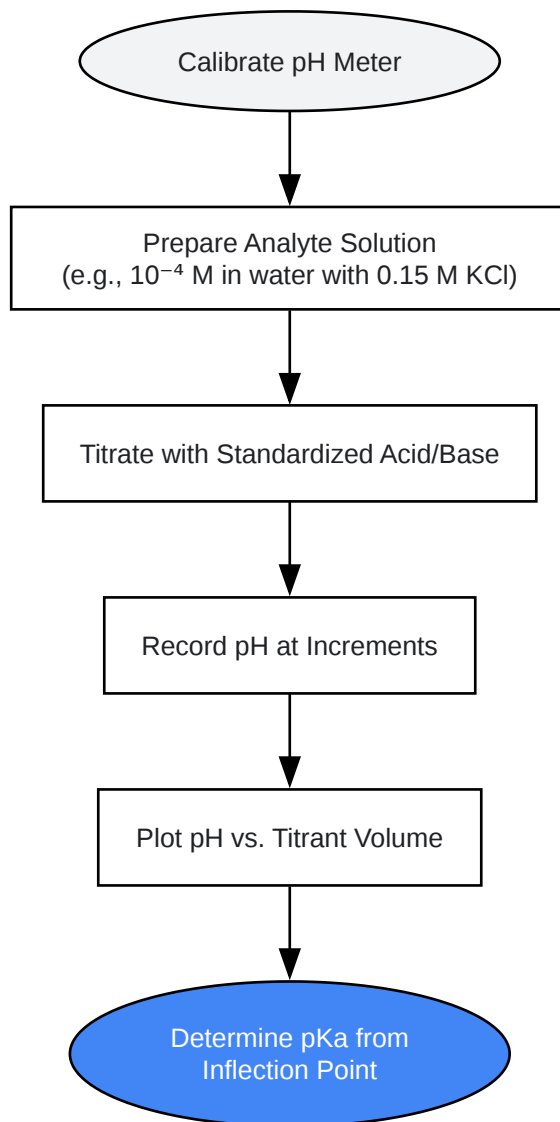 Calibrate pH Meter
Prepare Analyte Solution
(e.g., 10⁻⁴ M in water with 0.15 M KCl)
Titrate with Standardized Acid/Base
Record pH at Increments
Plot pH vs. Titrant Volume
Determine pKa from
Inflection Point